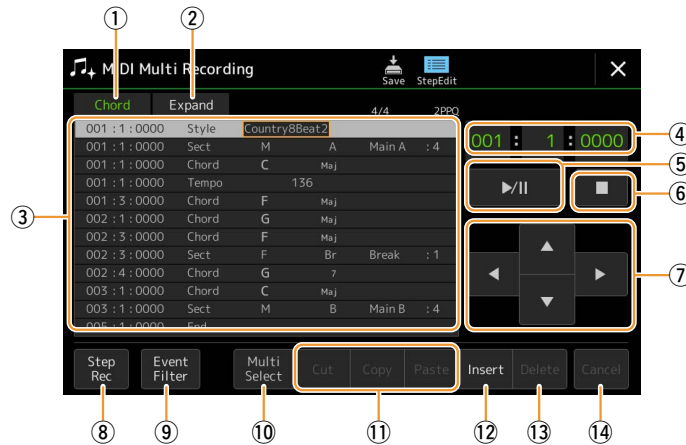 ① ②
♫+ MIDI Multi Recording Save StepEdit ×
Chord Expand 4/4 2PPQ
001 : 1 : 0000 Style Country8Beat2
001 : 1 : 0000 Sect M A Main A : 4
001 : 1 : 0000 Chord C Maj
001 : 1 : 0000 Tempo 136
001 : 3 : 0000 Chord F Maj
002 : 1 : 0000 Chord G Maj
002 : 3 : 0000 Chord F Maj
002 : 3 : 0000 Sect F Br Break : 1
002 : 4 : 0000 Chord G 7
003 : 1 : 0000 Chord C Maj
003 : 1 : 0000 Sect M B Main B : 4
005 : 1 : 0000 End
③
001 : 1 : 0000 ④
▶/II ■ ⑤
⑥
▲
◀ ▶ ⑦
▼
Step Rec
Event Filter
Multi Select
Cut Copy Paste Insert Delete Cancel
⑧ ⑨ ⑩ ⑪ ⑫ ⑬ ⑭